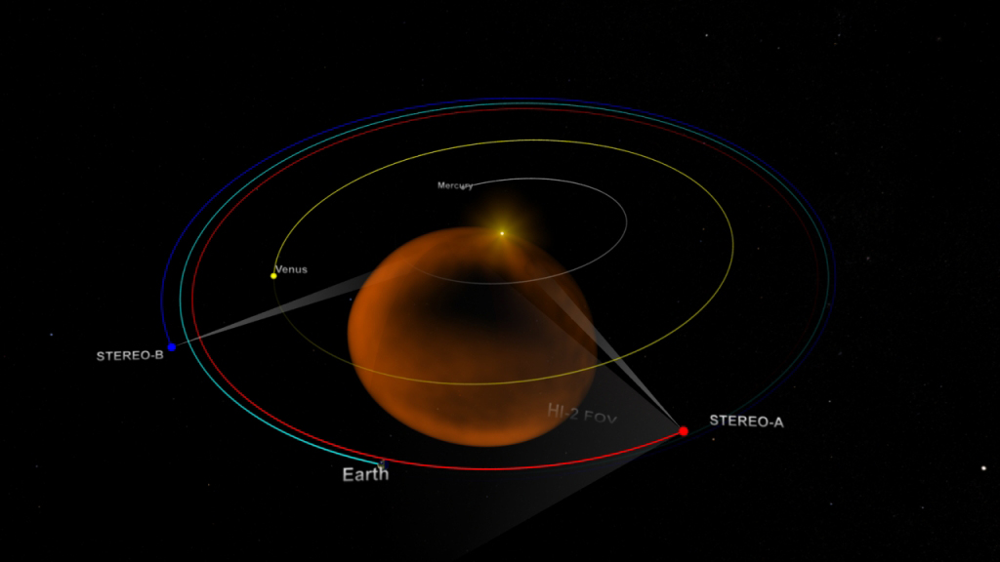 Mercury
Venus
STEREO-B
HI-2 FOV
STEREO-A
Earth